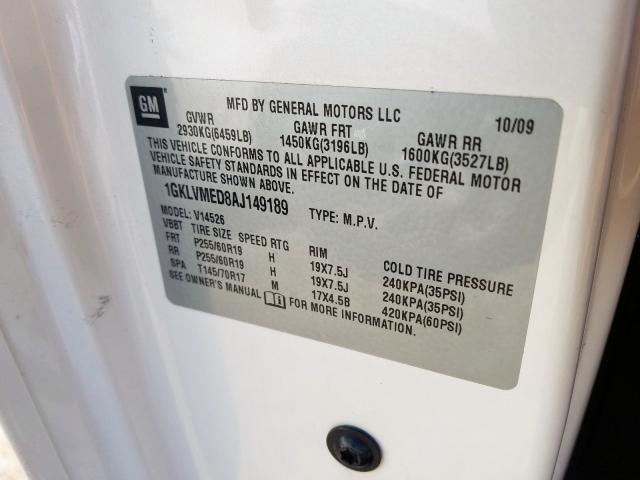 GM
MFD BY GENERAL MOTORS LLC 10/09
GVWR GAWR FRT GAWR RR
2930KG(6459LB) 1450KG(3196LB) 1600KG(3527LB)
THIS VEHICLE CONFORMS TO ALL APPLICABLE U.S. FEDERAL MOTOR
VEHICLE SAFETY STANDARDS IN EFFECT ON THE DATE OF
MANUFACTURE SHOWN ABOVE.
1GKLVMED8AJ149189 TYPE: M.P.V.
MODEL: V14526
VBBT TIRE SIZE SPEED RTG RIM COLD TIRE PRESSURE
FRT P255/60R19 H 19X7.5J 240KPA(35PSI)
RR P255/60R19 H 19X7.5J 240KPA(35PSI)
SPA T145/70R17 M 17X4.5B 420KPA(60PSI)
SEE OWNER'S MANUAL FOR MORE INFORMATION.